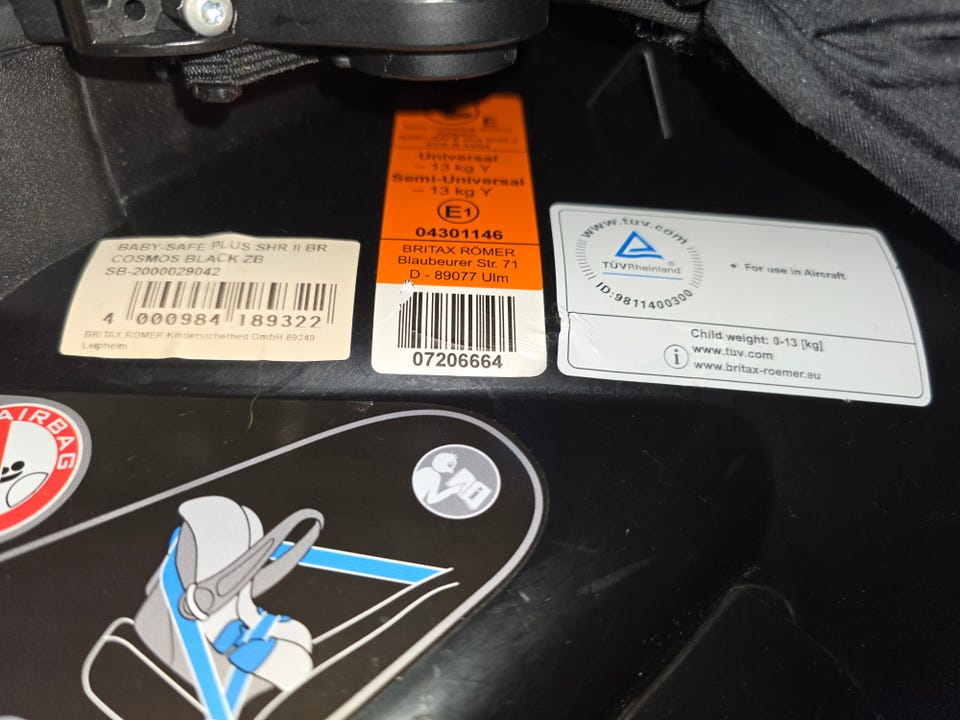 E
Universal
– 13 kg Y
Semi-Universal
– 13 kg Y
E1
04301146
BRITAX RÖMER
Blaubeurer Str. 71
D - 89077 Ulm
07206664
BABY-SAFE PLUS SHR II BR
COSMOS BLACK ZB
SB-2000029042
4 000984 189322
BRITAX RÖMER Kindersicherheit GmbH 89349
Leipheim
www.tuv.com
TÜVRheinland
ID:9811400300
• For use in Aircraft
Child weight: 0-13 [kg]
i www.tuv.com
www.britax-roemer.eu
AIRBAG
i